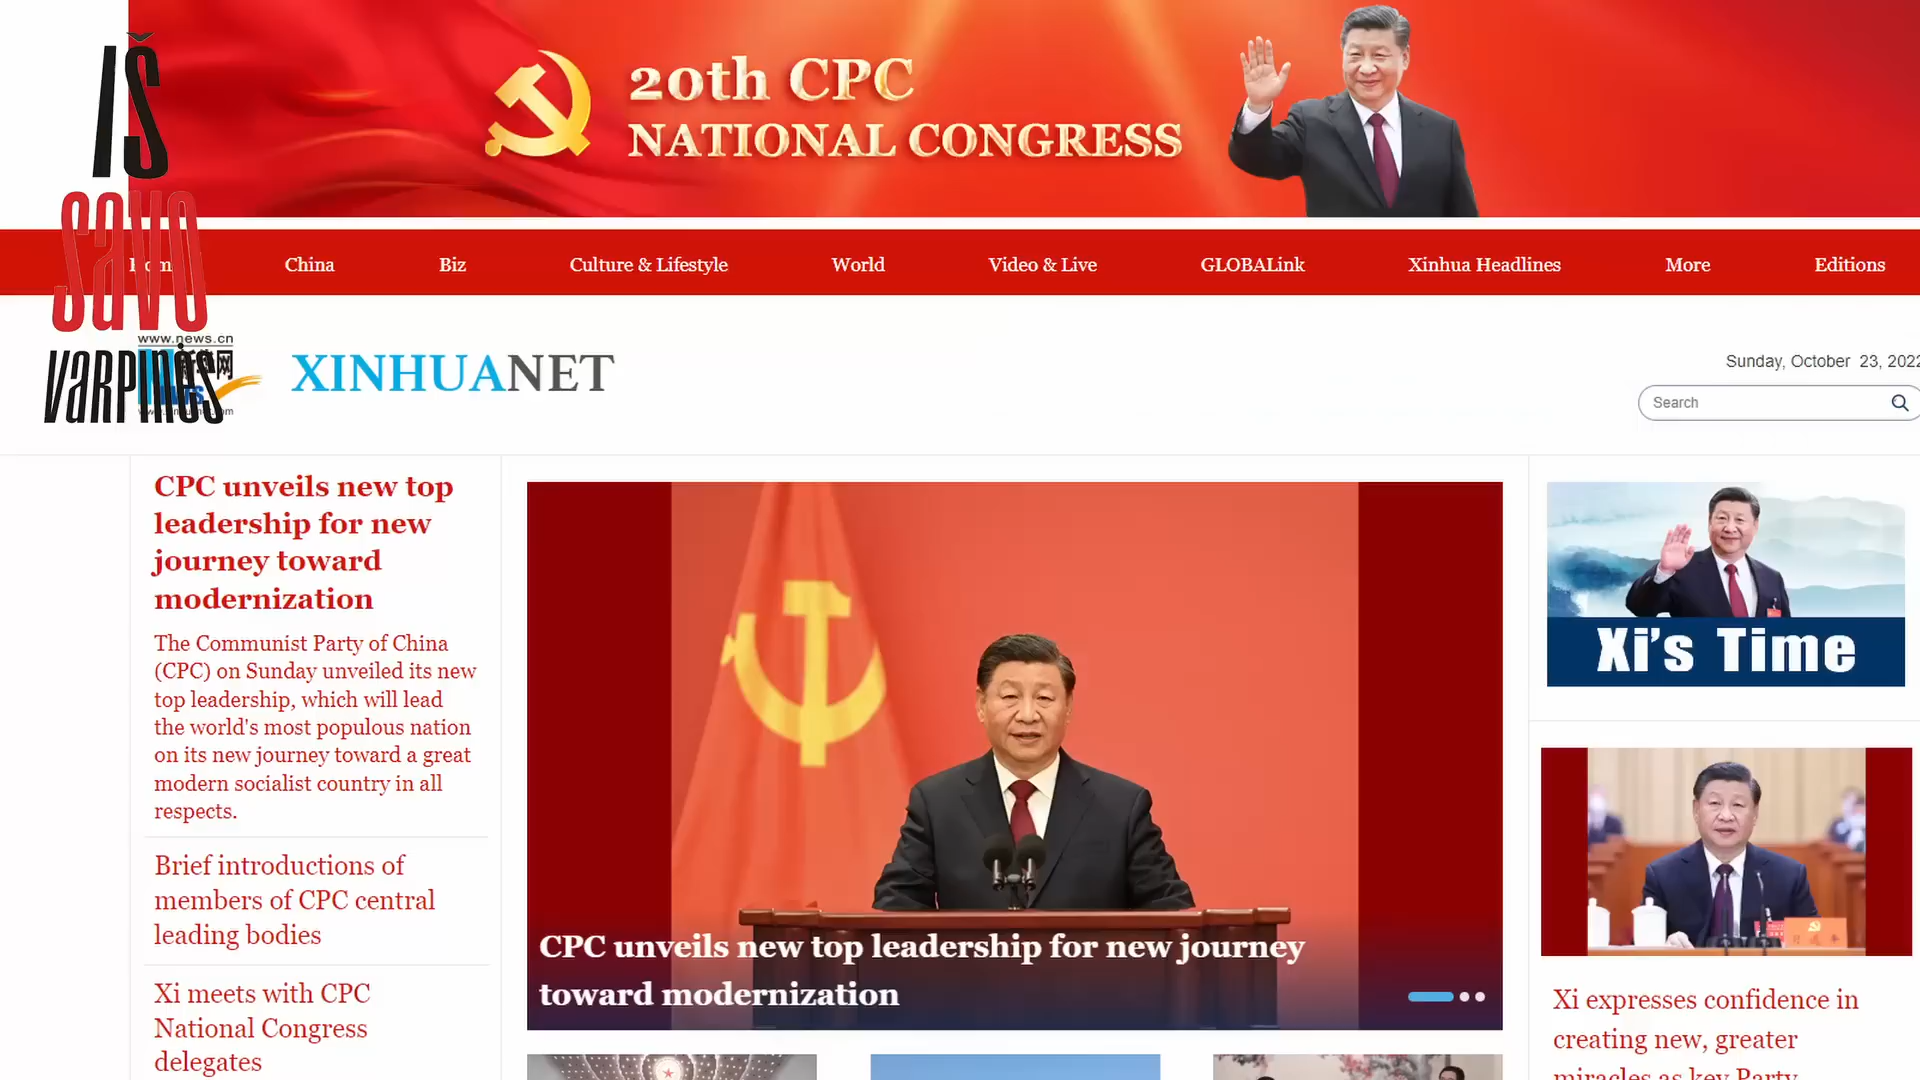 IŠ
savo
VARPINĖS
20th CPC
NATIONAL CONGRESS
China
Biz
Culture & Lifestyle
World
Video & Live
GLOBALink
Xinhua Headlines
More
Editions
www.news.cn
XINHUANET
Sunday, October 23, 2022
Search
CPC unveils new top
leadership for new
journey toward
modernization
The Communist Party of China
(CPC) on Sunday unveiled its new
top leadership, which will lead
the world's most populous nation
on its new journey toward a great
modern socialist country in all
respects.
Brief introductions of
members of CPC central
leading bodies
Xi meets with CPC
National Congress
delegates
CPC unveils new top leadership for new journey
toward modernization
Xi's Time
Xi expresses confidence in
creating new, greater
miracles as key Party